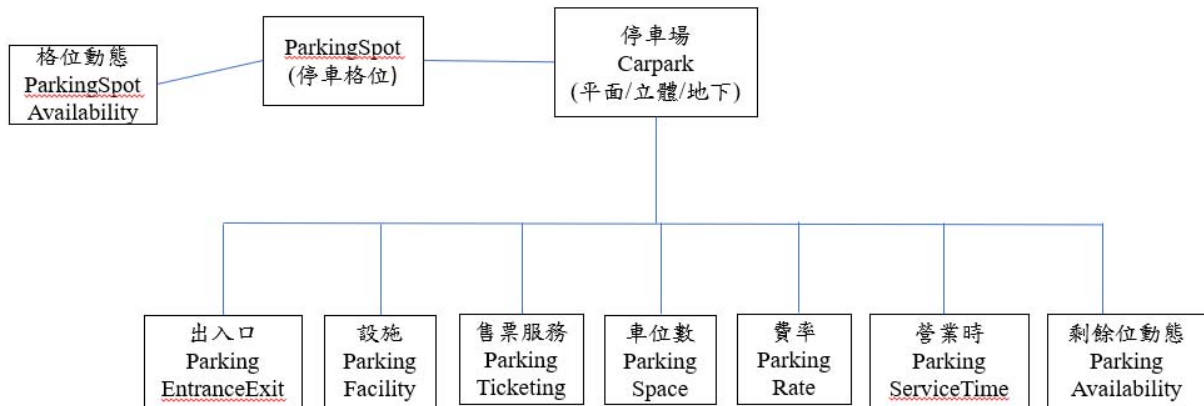 格位動態
ParkingSpot
Availability
ParkingSpot
(停車格位)
停車場
Carpark
(平面/立體/地下)
出入口
Parking
EntranceExit
設施
Parking
Facility
售票服務
Parking
Ticketing
車位數
Parking
Space
費率
Parking
Rate
營業時
Parking
ServiceTime
剩餘位動態
Parking
Availability